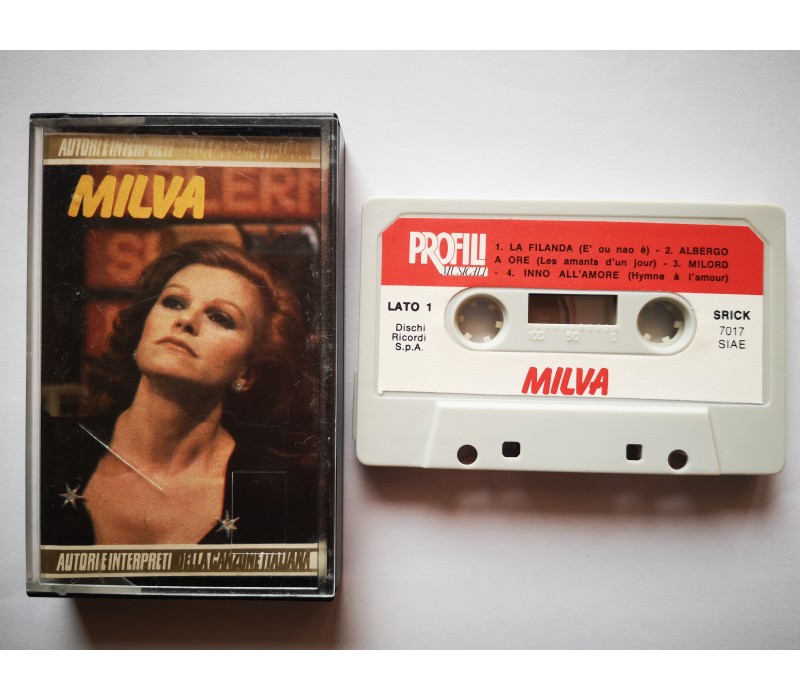 AUTORI E INTERPRETI
MILVA
AUTORI E INTERPRETI DELLA CANZONE ITALIANA
PROFILI
MUSICALI
1. LA FILANDA (E' ou nao ê) - 2. ALBERGO
A ORE (Les amants d'un jour) - 3. MILORD
- 4. INNO ALL'AMORE (Hymne à l'amour)
LATO 1
Dischi
Ricordi
S.p.A.
100 50 0
SRICK
7017
SIAE
MILVA